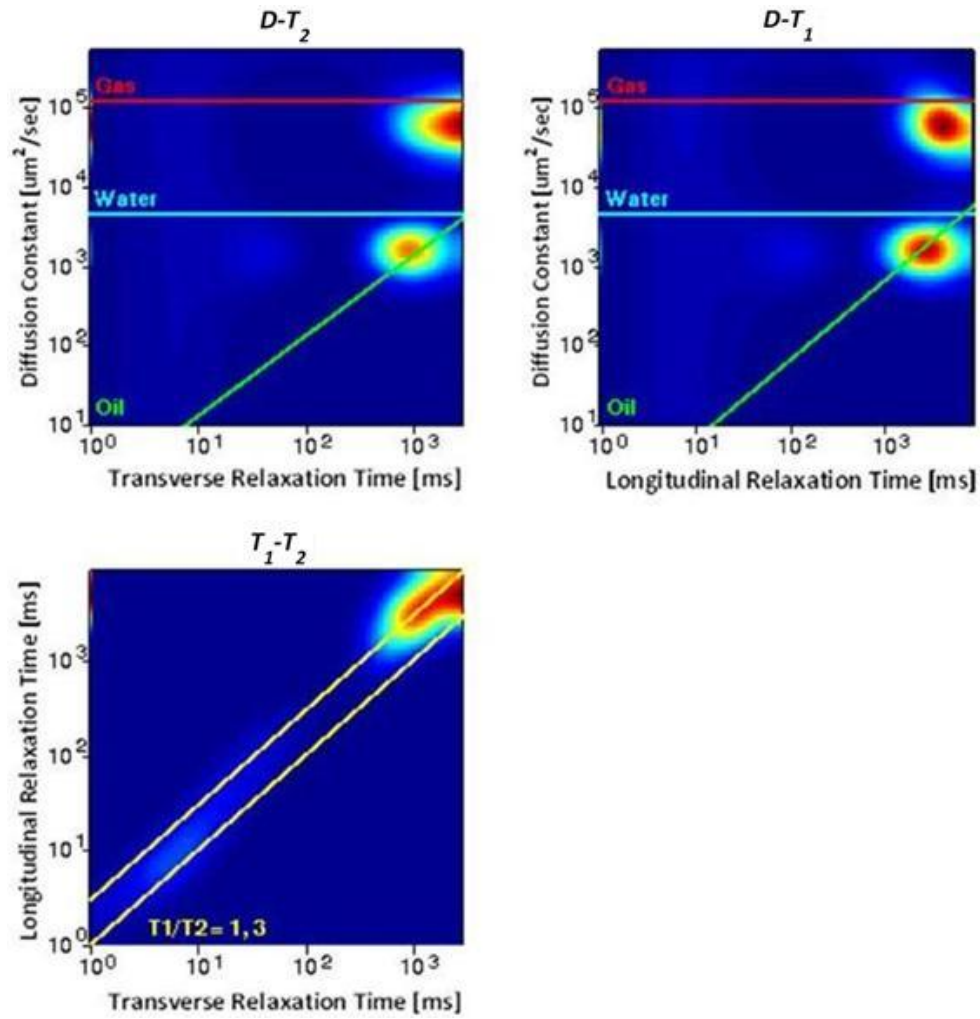 D-T2
Gas
Water
Oil
10^5
10^4
10^3
10^2
10^1
10^0
10^1
10^2
10^3
Diffusion Constant [um²/sec]
Transverse Relaxation Time [ms]
D-T1
Gas
Water
Oil
10^5
10^4
10^3
10^2
10^1
10^0
10^1
10^2
10^3
Diffusion Constant [um²/sec]
Longitudinal Relaxation Time [ms]
T1-T2
10^3
10^2
10^1
10^0
T1/T2= 1, 3
10^0
10^1
10^2
10^3
Longitudinal Relaxation Time [ms]
Transverse Relaxation Time [ms]